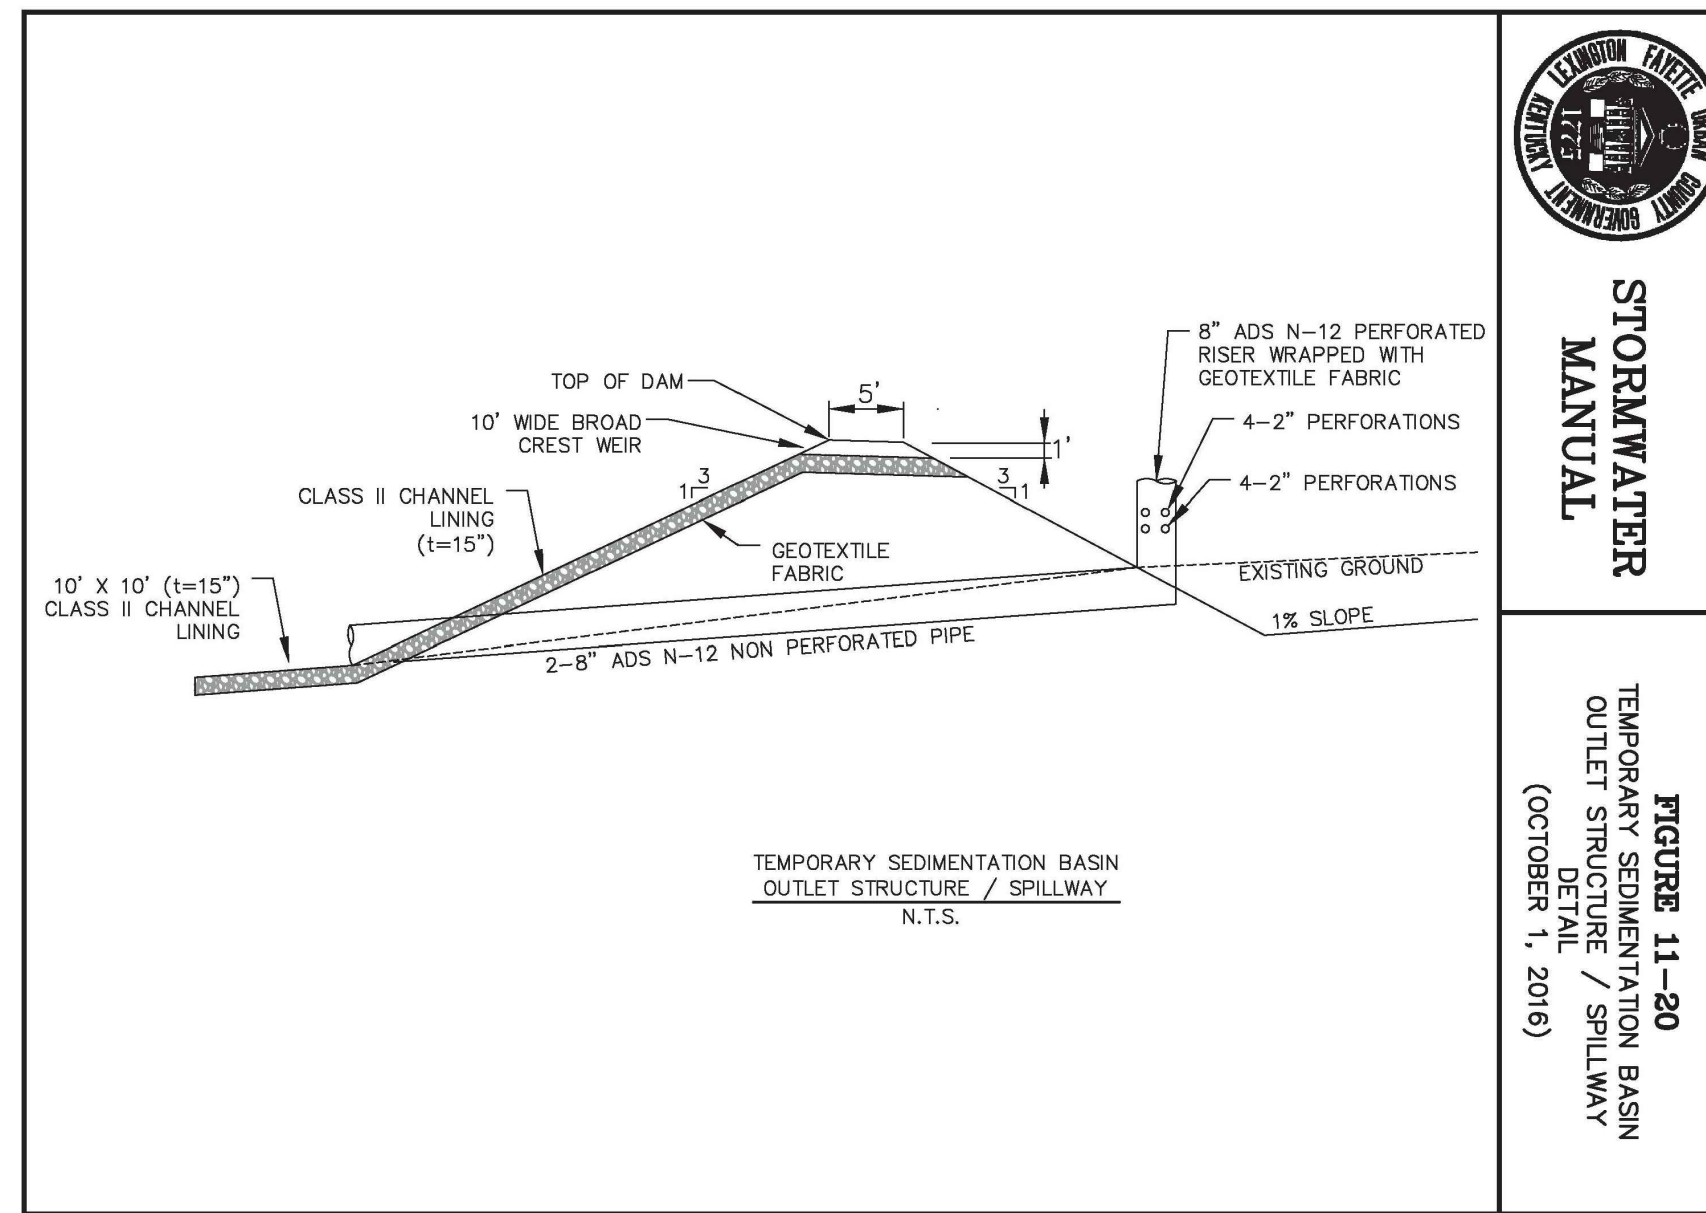 8" ADS N-12 PERFORATED
RISER WRAPPED WITH
GEOTEXTILE FABRIC
TOP OF DAM
5'
10' WIDE BROAD
CREST WEIR
4-2" PERFORATIONS
1'
3
1
3
1
4-2" PERFORATIONS
CLASS II CHANNEL
LINING
(t=15")
GEOTEXTILE
FABRIC
10' X 10' (t=15")
CLASS II CHANNEL
LINING
EXISTING GROUND
1% SLOPE
2-8" ADS N-12 NON PERFORATED PIPE
TEMPORARY SEDIMENTATION BASIN
OUTLET STRUCTURE / SPILLWAY
N.T.S.
LEXINGTON FAYETTE URBAN COUNTY GOVERNMENT
KENTUCKY
1775
STORMWATER
MANUAL
FIGURE 11-20
TEMPORARY SEDIMENTATION BASIN
OUTLET STRUCTURE / SPILLWAY
DETAIL
(OCTOBER 1, 2016)